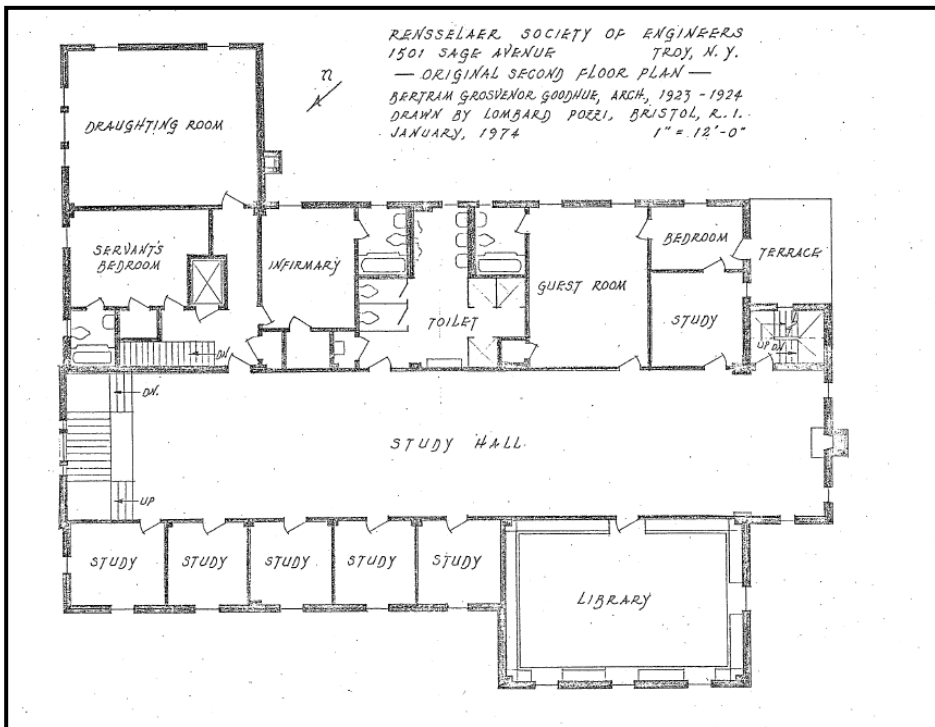 RENSSELAER SOCIETY OF ENGINEERS
1501 SAGE AVENUE TROY, N.Y.
— ORIGINAL SECOND FLOOR PLAN —
BERTRAM GROSVENOR GOODHUE, ARCH, 1923 - 1924
DRAWN BY LOMBARD POZZI, BRISTOL, R.I.
JANUARY, 1974 1" = 12'-0"
n
DRAUGHTING ROOM
SERVANT'S
BEDROOM
INFIRMARY
TOILET
GUEST ROOM
BEDROOM
TERRACE
STUDY
UP
DN.
DN
DN.
STUDY HALL
UP
STUDY
STUDY
STUDY
STUDY
STUDY
LIBRARY